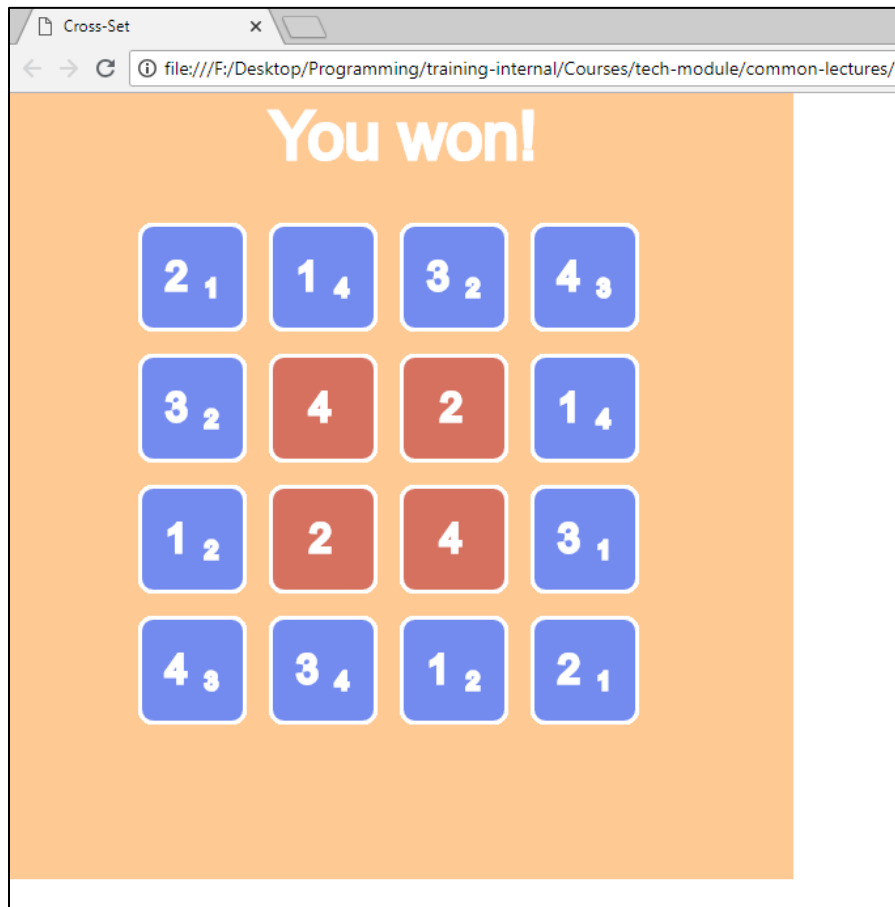 Cross-Set
file:///F:/Desktop/Programming/training-internal/Courses/tech-module/common-lectures/
You won!
2 1 1 4 3 2 4 3
3 2 4 2 1 4
1 2 2 4 3 1
4 3 3 4 1 2 2 1